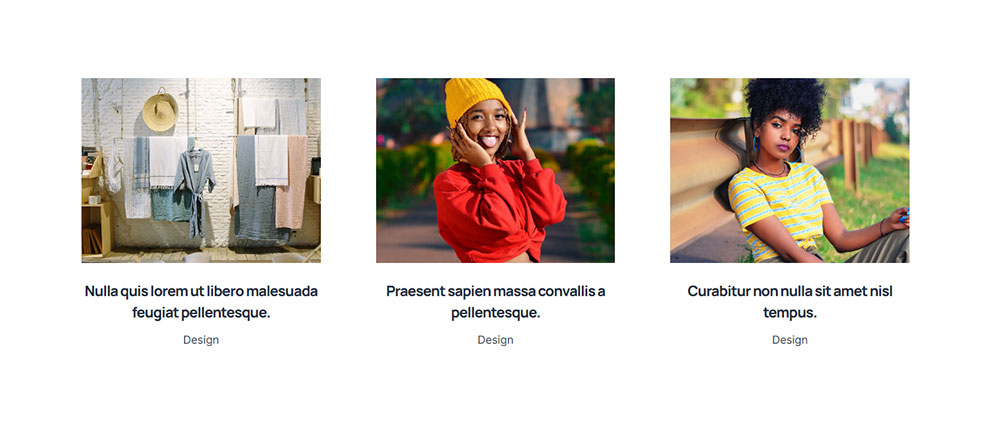 Nulla quis lorem ut libero malesuada
feugiat pellentesque.
Design
Praesent sapien massa convallis a
pellentesque.
Design
Curabitur non nulla sit amet nisl
tempus.
Design